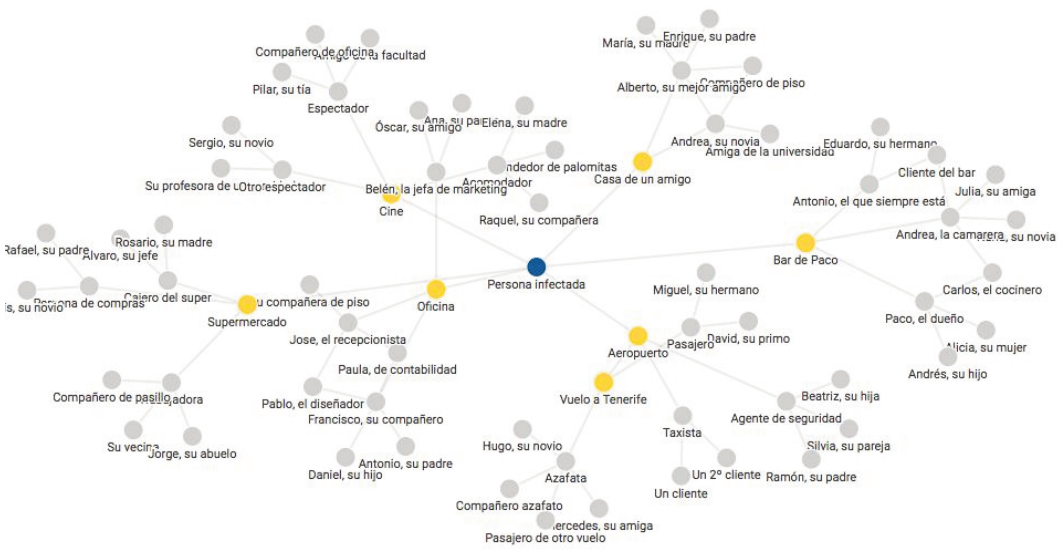 María, su madre
Enrique, su padre
Compañero de oficina
Amigo de la facultad
Alberto, su mejor amigo
Compañero de piso
Pilar, su tía
Espectador
Óscar, su amigo
Ana, su
Elena, su madre
Sergio, su novio
Andrea, su novia
Amiga de la universidad
Eduardo, su hermano
Su profesora de
Otro espectador
Belén, la jefa de marketing
Acomodador
Vendedor de palomitas
Casa de un amigo
Cliente del bar
Julia, su amiga
Antonio, el que siempre está
Cine
Raquel, su compañera
Andrea, la camarera
su novia
Rafael, su padre
Álvaro, su jefe
Rosario, su madre
Bar de Paco
Persona infectada
Carlos, el cocinero
su novio
Persona de compras
Cajero del super
Su compañera de piso
Oficina
Miguel, su hermano
Supermercado
Paco, el dueño
Jose, el recepcionista
Pasajero
David, su primo
Aeropuerto
Alicia, su mujer
Paula, de contabilidad
Andrés, su hijo
Compañero de pasillo
Trabajadora
Pablo, el diseñador
Vuelo a Tenerife
Beatriz, su hija
Francisco, su compañero
Agente de seguridad
Taxista
Su vecina
Jorge, su abuelo
Hugo, su novio
Silvia, su pareja
Daniel, su hijo
Antonio, su padre
Azafata
Un 2º cliente
Ramón, su padre
Un cliente
Compañero azafato
Mercedes, su amiga
Pasajero de otro vuelo